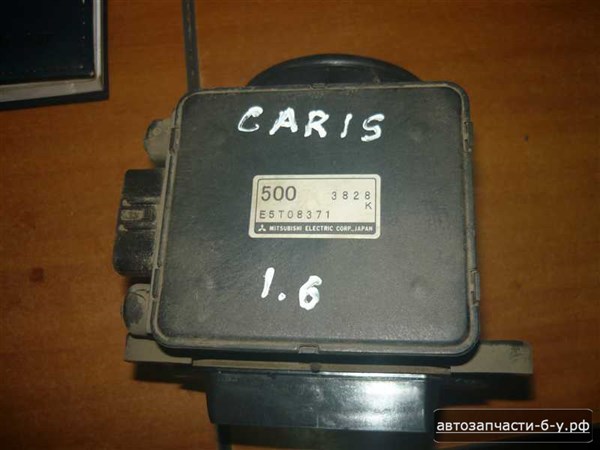 CARIS
500 3828
E5T08371 K
MITSUBISHI ELECTRIC CORP., JAPAN
1.6
автозапчасти-б-у.рф